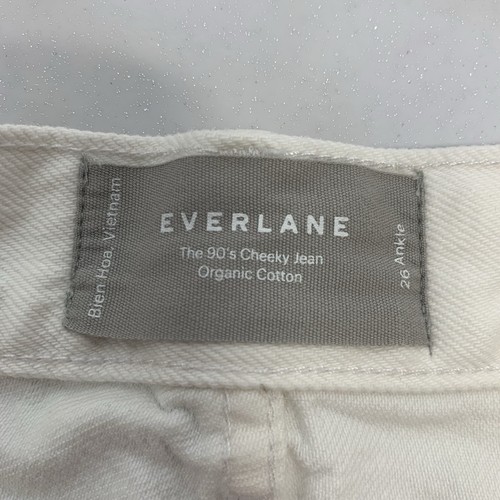 Bien Hoa, Vietnam
EVERLANE
The 90's Cheeky Jean
Organic Cotton
26 Ankle